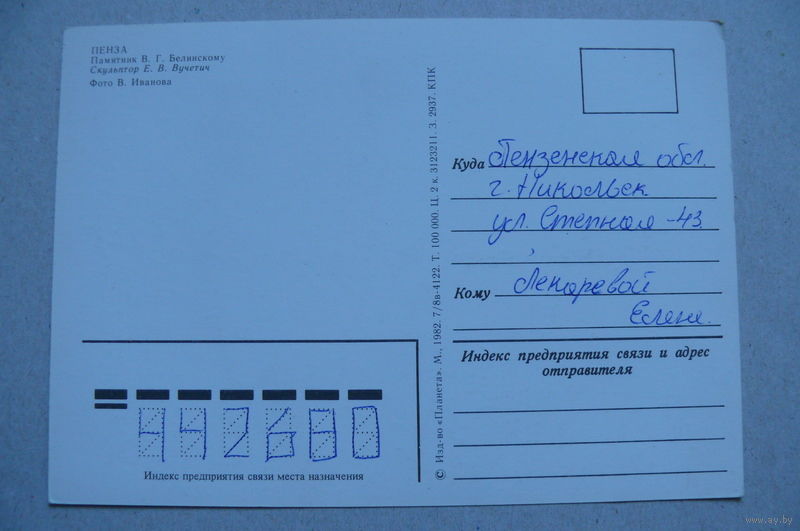 ПЕНЗА
Памятник В. Г. Белинскому
Скульптор Е. В. Вучетич
Фото В. Иванова
© Изд-во «Планета». М., 1982. 7/8в-4122. Т. 100 000. Ц. 2 к. 3123211. З. 2937. КПК
Куда Пензенская обл.
г. Никольск
ул. Степная -43.
Кому Лекаревой
Елене.
Индекс предприятия связи и адрес
отправителя
442680
Индекс предприятия связи места назначения
www.ay.by